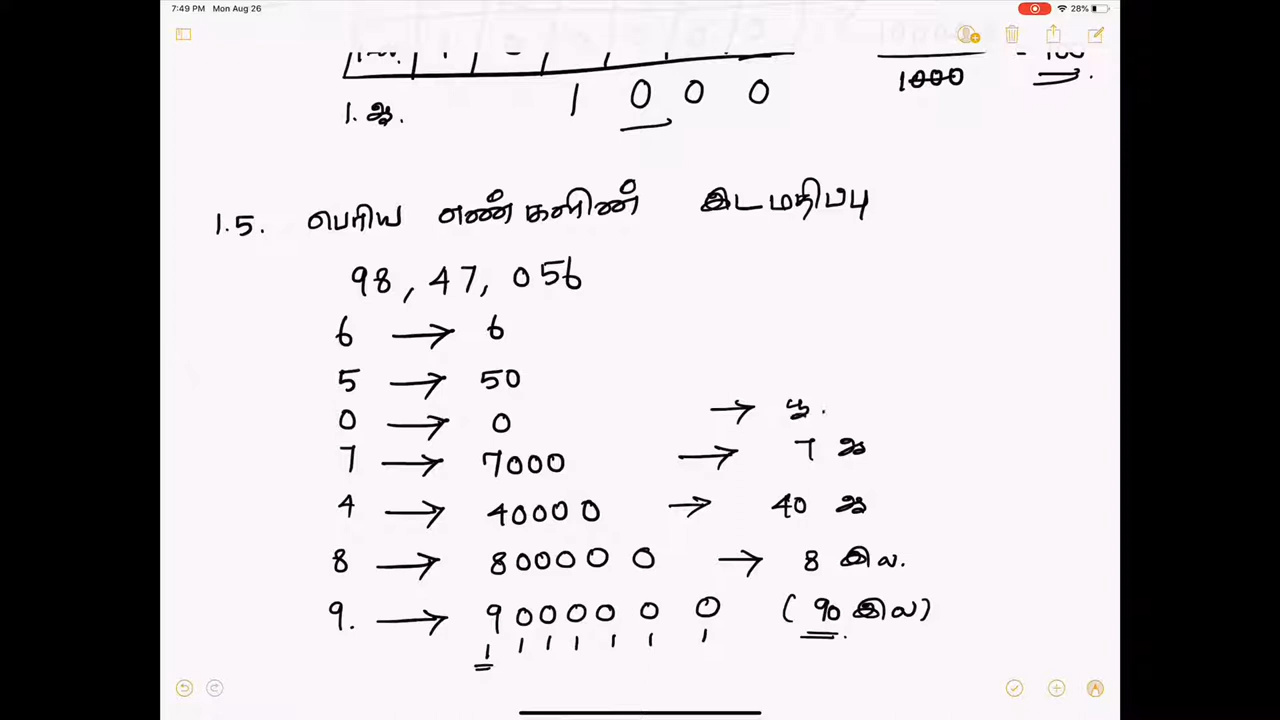 7:49 PM Mon Aug 26
28%
1000 - 100
1. ஆ. 1 0 0 0
1.5. பெரிய எண்களின் இடமதிப்பு
98, 47, 056
6 → 6
5 → 50
0 → 0 → நூ.
7 → 7000 → 7 ஆ
4 → 40000 → 40 ஆ
8 → 800000 → 8 இல.
9. → 9000000 (90 இல)